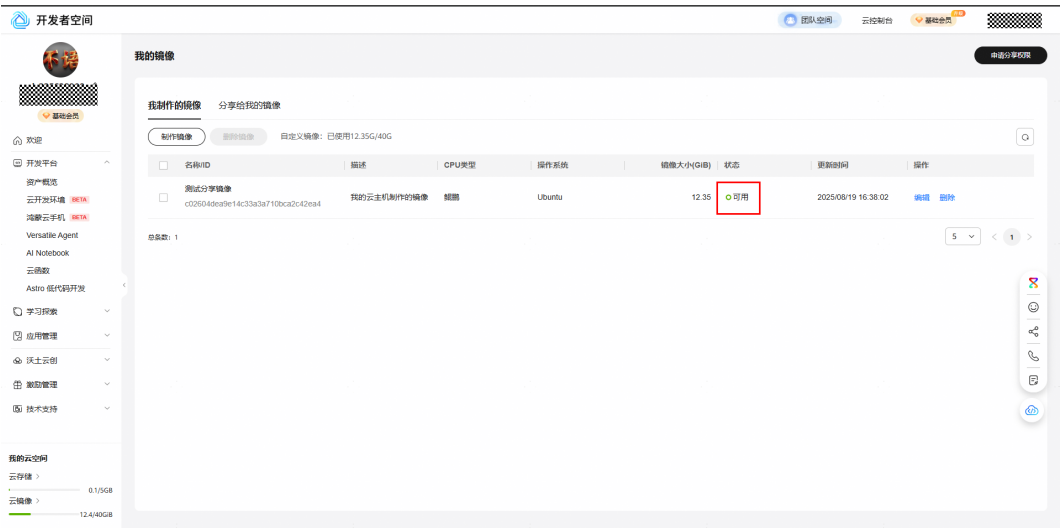 开发者空间
团队空间
云控制台
基础会员
不语
基础会员
欢迎
开发平台
资产概览
云开发环境 BETA
鸿蒙云手机 BETA
Versatile Agent
AI Notebook
云函数
Astro 低代码开发
学习探索
应用管理
沃土云创
激励管理
技术支持
我的云空间
云存储
0.1/5GB
云镜像
12.4/40GiB
我的镜像
申请分享权限
我制作的镜像 分享给我的镜像
制作镜像 删除镜像 自定义镜像：已使用12.35G/40G
名称/ID 描述 CPU类型 操作系统 镜像大小(GiB) 状态 更新时间 操作
测试分享镜像
c02604dea9e14c33a3a710bca2c42ea4
我的云主机制作的镜像 鲲鹏 Ubuntu 12.35 可用 2025/08/19 16:38:02 编辑 删除
总条数：1
5
1